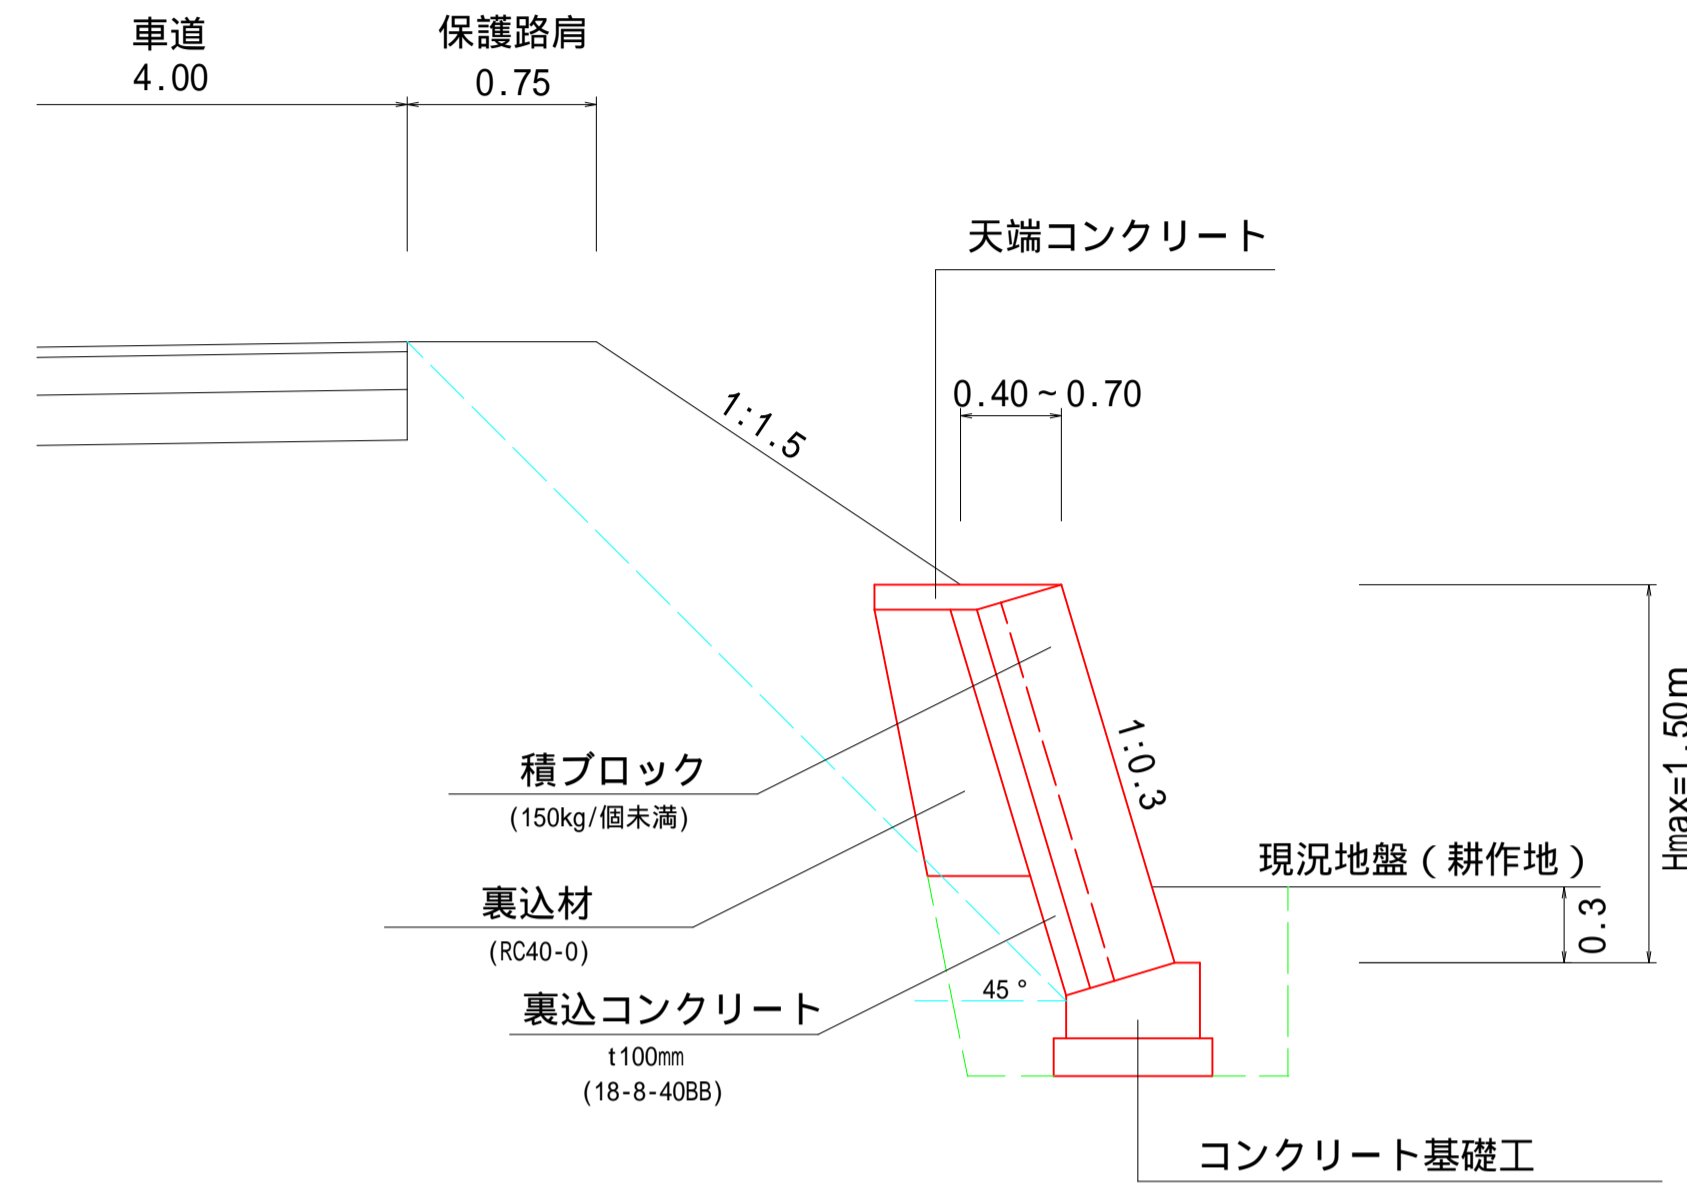 車道
4.00
保護路肩
0.75
天端コンクリート
0.40~0.70
1:1.5
積ブロック
(150kg/個未満)
1:0.3
Hmax=1.50m
現況地盤(耕作地)
0.3
裏込材
(RC40-0)
45°
裏込コンクリート
t100㎜
(18-8-40BB)
コンクリート基礎工